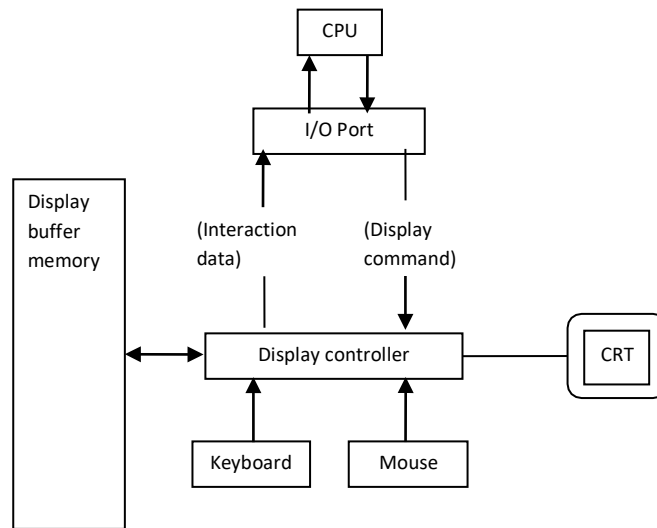 CPU
I/O Port
Display
buffer
memory
(Interaction
data)
(Display
command)
Display controller
CRT
Keyboard
Mouse